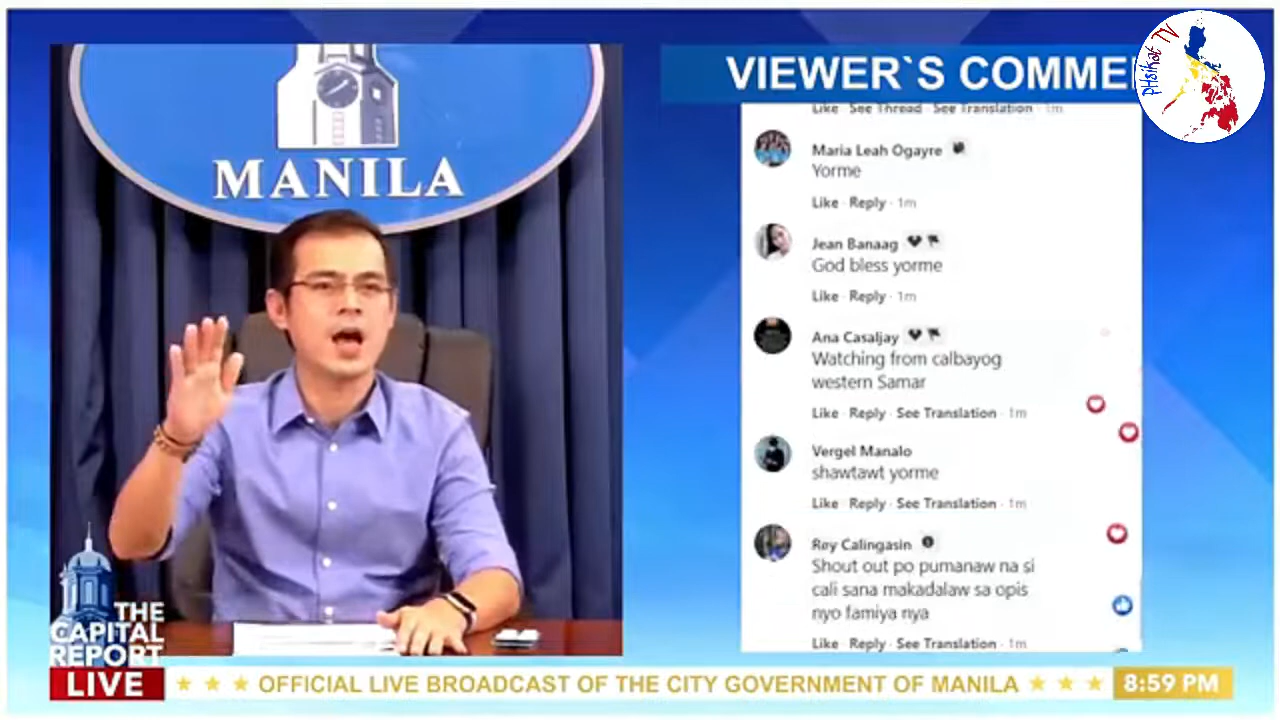 MANILA
THE
CAPITAL
REPORT
LIVE
VIEWER`S COMME
PHsikat TV
Like See Thread See Translation 1m
Maria Leah Ogayre
Yorme
Like · Reply · 1m
Jean Banaag
God bless yorme
Like · Reply · 1m
Ana Casaljay
Watching from calbayog
western Samar
Like · Reply · See Translation · 1m
Vergel Manalo
shawtawt yorme
Like · Reply · See Translation · 1m
Roy Calingasin
Shout out po pumanaw na si
cali sana makadalaw sa opis
nyo famiya nya
Like · Reply · See Translation · 1m
OFFICIAL LIVE BROADCAST OF THE CITY GOVERNMENT OF MANILA
8:59 PM